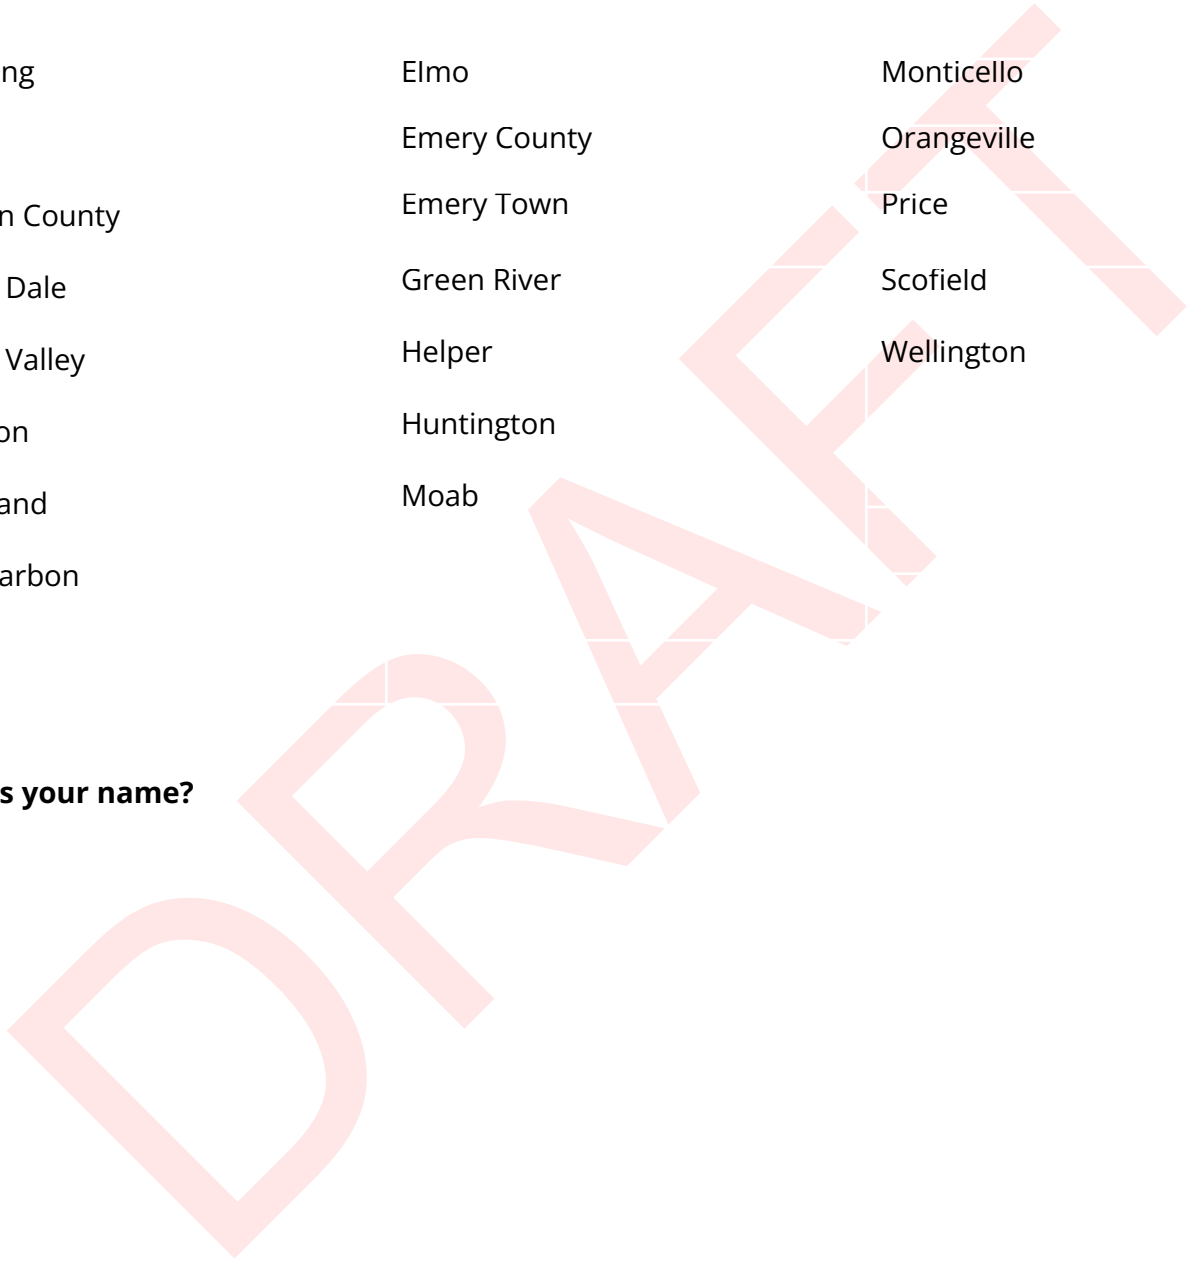 ng
n County
Dale
Valley
on
and
arbon
Elmo
Emery County
Emery Town
Green River
Helper
Huntington
Moab
Monticello
Orangeville
Price
Scofield
Wellington
s your name?
DRAFT